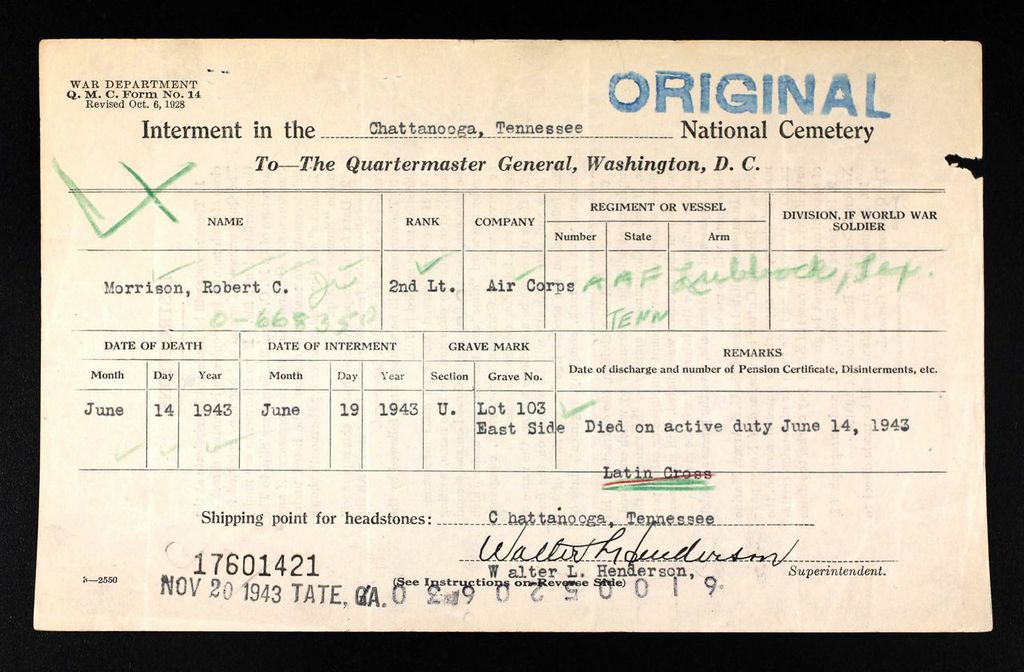 WAR DEPARTMENT
Q. M. C. Form No. 14
Revised Oct. 6, 1928
ORIGINAL
Interment in the Chattanooga, Tennessee National Cemetery
To—The Quartermaster General, Washington, D. C.
NAME RANK COMPANY REGIMENT OR VESSEL DIVISION, IF WORLD WAR SOLDIER
Number State Arm
Morrison, Robert C. Jr 2nd Lt. Air Corps AAF Lubbock, Tex.
O-668350 TENN
DATE OF DEATH DATE OF INTERMENT GRAVE MARK REMARKS
Month Day Year Month Day Year Section Grave No. Date of discharge and number of Pension Certificate, Disinterments, etc.
June 14 1943 June 19 1943 U. Lot 103
East Side Died on active duty June 14, 1943
Latin Cross
Shipping point for headstones: C hattanooga, Tennessee
Walter L. Henderson
17601421 W alter L. Henderson, Superintendent.
3—2550 (See Instructions on Reverse Side)
NOV 20 1943 TATE, GA.